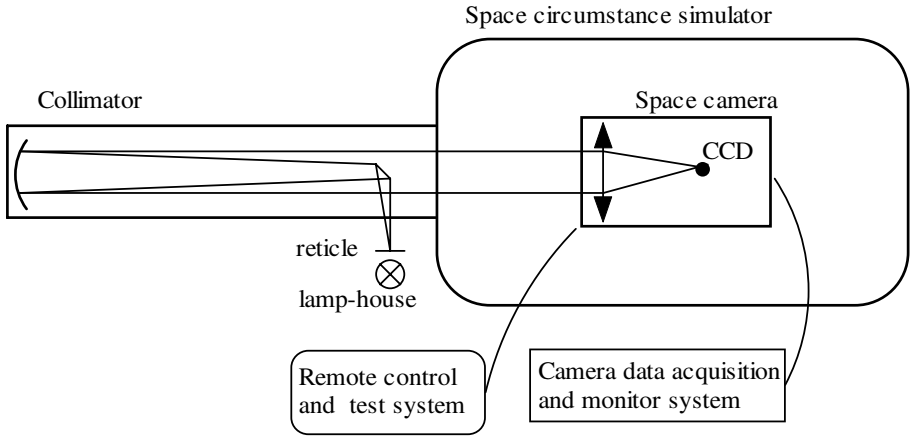 Space circumstance simulator
Collimator
Space camera
CCD
reticle
lamp-house
Remote control
and test system
Camera data acquisition
and monitor system